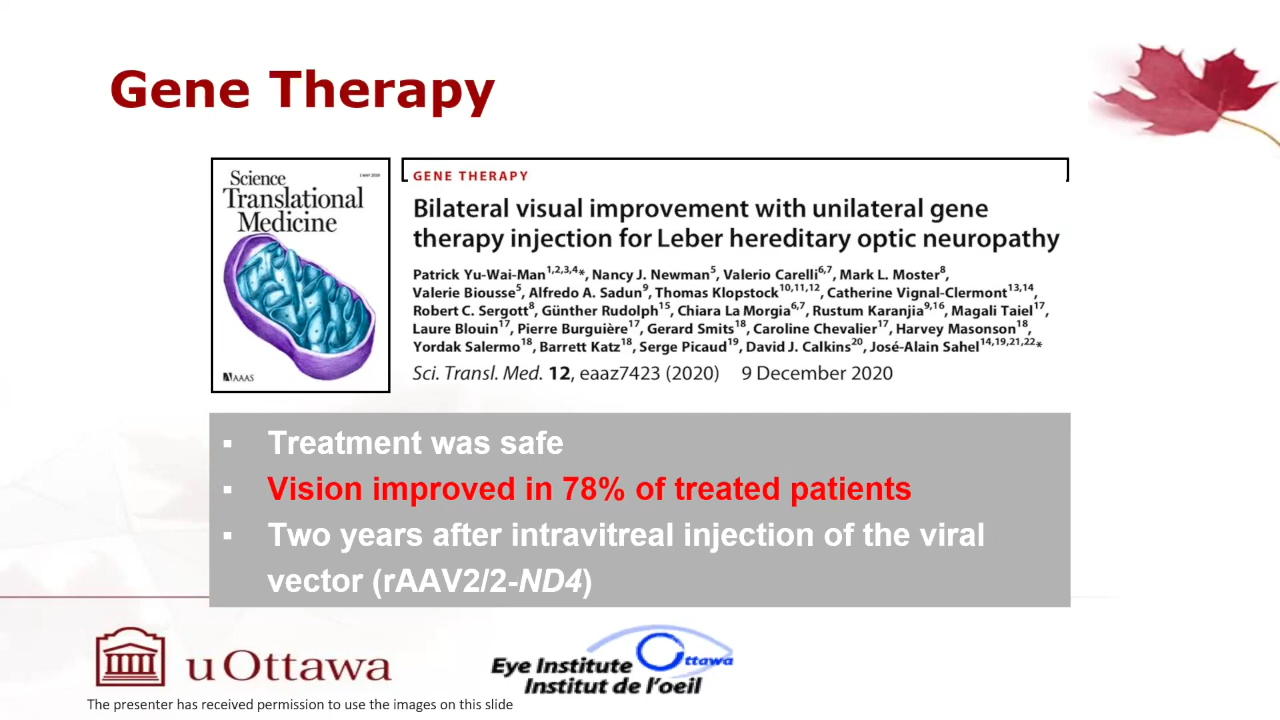 Gene Therapy
Science
Translational
Medicine
1 MAY 2020
AAAS
GENE THERAPY
Bilateral visual improvement with unilateral gene
therapy injection for Leber hereditary optic neuropathy
Patrick Yu-Wai-Man1,2,3,4*, Nancy J. Newman5, Valerio Carelli6,7, Mark L. Moster8,
Valerie Biousse5, Alfredo A. Sadun9, Thomas Klopstock10,11,12, Catherine Vignal-Clermont13,14,
Robert C. Sergott8, Günther Rudolph15, Chiara La Morgia6,7, Rustum Karanjia9,16, Magali Taiel17,
Laure Blouin17, Pierre Burguière17, Gerard Smits18, Caroline Chevalier17, Harvey Masonson18,
Yordak Salermo18, Barrett Katz18, Serge Picaud19, David J. Calkins20, José-Alain Sahel14,19,21,22*
Sci. Transl. Med. 12, eaaz7423 (2020) 9 December 2020
▪ Treatment was safe
▪ Vision improved in 78% of treated patients
▪ Two years after intravitreal injection of the viral
vector (rAAV2/2-ND4)
uOttawa
Eye Institute Ottawa
Institut de l'oeil
The presenter has received permission to use the images on this slide